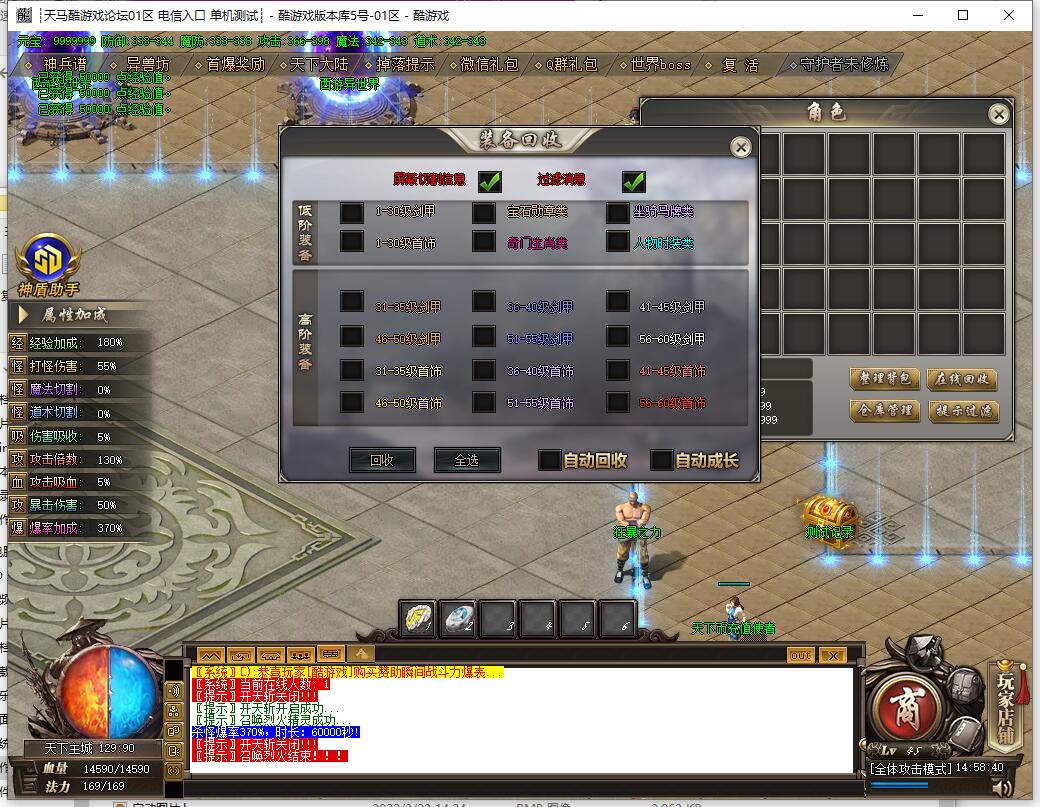 天马酷游戏论坛01区 电信入口 单机测试 - 酷游戏版本库5号-01区 - 酷游戏
元宝: 9999999 防御:333-344 魔防:333-338 攻击:366-398 魔法:342-343 道术:342-343
神兵谱 异兽坊 首爆奖励 天下大陆 掉落提示 微信礼包 Q群礼包 世界boss 复 活 守护者未修炼
已获得 50000 点经验值。
已获得 50000 点经验值。
已获得 50000 点经验值。
西游异世界
角色
装备回收
屏蔽切割信息 过滤消息
低阶装备
1-30级剑甲 宝石勋章类 坐骑马牌类
1-30级首饰 奇门生肖类 人物时装类
高阶装备
31-35级剑甲 36-40级剑甲 41-45级剑甲
46-50级剑甲 51-55级剑甲 56-60级剑甲
31-35级首饰 36-40级首饰 41-45级首饰
46-50级首饰 51-55级首饰 56-60级首饰
回收 全选 自动回收 自动成长
整理背包 在线回收
仓库管理 提示过滤
神盾助手
属性加成
经 经验加成: 180%
怪 打怪伤害: 55%
怪 魔法切割: 0%
怪 道术切割: 0%
吸 伤害吸收: 5%
攻 攻击倍数: 130%
血 攻击吸血: 5%
攻 暴击伤害: 50%
爆 爆率加成: 370%
狂暴之力
测试记录
天下币充值使者
1 2 3 4 5 6
OUT X
〖系统〗L):恭喜玩家[酷游戏]购买赞助瞬间战斗力爆表...
〖系统〗当前在线人数: 1
〖提示〗开天斩关闭!!!
〖提示〗开天斩开启成功...
〖提示〗召唤烈火精灵成功...
杀怪爆率370%，时长: 60000秒!
〖提示〗开天斩关闭!!!
〖提示〗召唤烈火结束！！！！
天下主城 129:90
血量 14590/14590
法力 169/169
商
玩家店铺
Lv 45
[全体攻击模式] 14:58:40